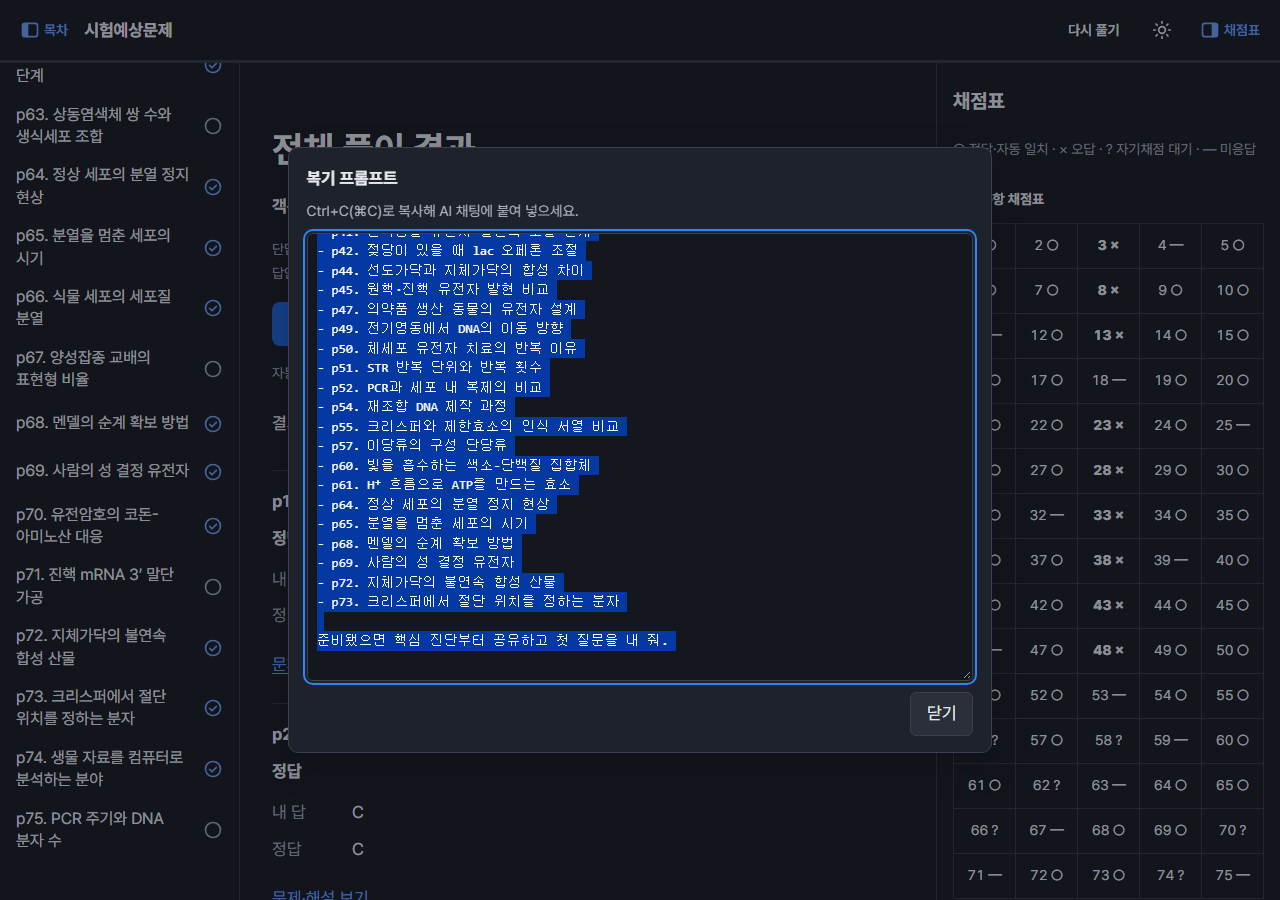 목차
시험예상문제
다시 풀기
채점표
단계
p63. 상동염색체 쌍 수와
생식세포 조합
p64. 정상 세포의 분열 정지
현상
p65. 분열을 멈춘 세포의
시기
p66. 식물 세포의 세포질
분열
p67. 양성잡종 교배의
표현형 비율
p68. 멘델의 순계 확보 방법
p69. 사람의 성 결정 유전자
p70. 유전암호의 코돈-
아미노산 대응
p71. 진핵 mRNA 3′ 말단
가공
p72. 지체가닥의 불연속
합성 산물
p73. 크리스퍼에서 절단
위치를 정하는 분자
p74. 생물 자료를 컴퓨터로
분석하는 분야
p75. PCR 주기와 DNA
분자 수
전체 풀이 결과
복기 프롬프트
Ctrl+C(⌘C)로 복사해 AI 채팅에 붙여 넣으세요.
- p42. 젖당이 있을 때 lac 오페론 조절
- p44. 선도가닥과 지체가닥의 합성 차이
- p45. 원핵·진핵 유전자 발현 비교
- p47. 의약품 생산 동물의 유전자 설계
- p49. 전기영동에서 DNA의 이동 방향
- p50. 체세포 유전자 치료의 반복 이유
- p51. STR 반복 단위와 반복 횟수
- p52. PCR과 세포 내 복제의 비교
- p54. 재조합 DNA 제작 과정
- p55. 크리스퍼와 제한효소의 인식 서열 비교
- p57. 이당류의 구성 단당류
- p60. 빛을 흡수하는 색소-단백질 집합체
- p61. H⁺ 흐름으로 ATP를 만드는 효소
- p64. 정상 세포의 분열 정지 현상
- p65. 분열을 멈춘 세포의 시기
- p68. 멘델의 순계 확보 방법
- p69. 사람의 성 결정 유전자
- p72. 지체가닥의 불연속 합성 산물
- p73. 크리스퍼에서 절단 위치를 정하는 분자
준비됐으면 핵심 진단부터 공유하고 첫 질문을 내 줘.
닫기
정답
내 답 C
정답 C
문제·해설 보기
채점표
정답·자동 일치 · × 오답 · ? 자기채점 대기 · — 미응답
항 채점표
2 ○ 3 × 4 — 5 ○
7 ○ 8 × 9 ○ 10 ○
12 ○ 13 × 14 ○ 15 ○
17 ○ 18 — 19 ○ 20 ○
22 ○ 23 × 24 ○ 25 —
27 ○ 28 × 29 ○ 30 ○
32 — 33 × 34 ○ 35 ○
37 ○ 38 × 39 — 40 ○
42 ○ 43 × 44 ○ 45 ○
47 ○ 48 × 49 ○ 50 ○
52 ○ 53 — 54 ○ 55 ○
? 57 ○ 58 ? 59 — 60 ○
61 ○ 62 ? 63 — 64 ○ 65 ○
66 ? 67 — 68 ○ 69 ○ 70 ?
71 — 72 ○ 73 ○ 74 ? 75 —